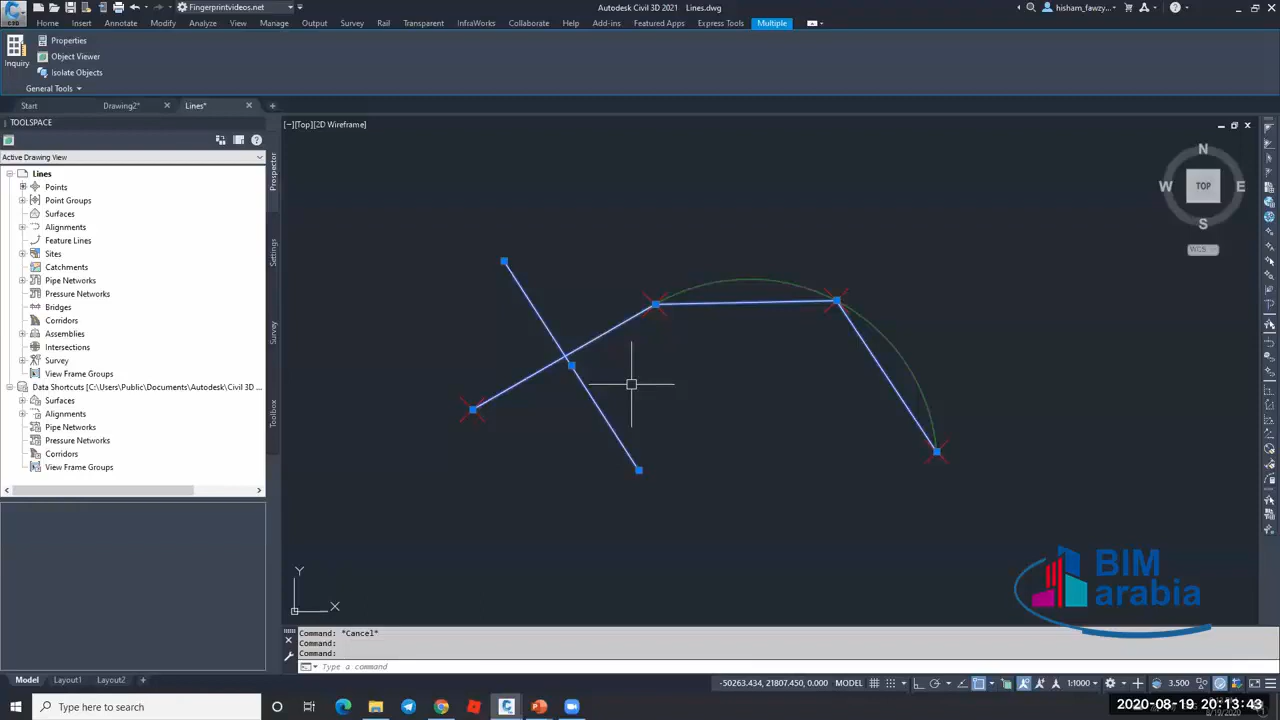 Fingerprintvideos.net
Autodesk Civil 3D 2021 Lines.dwg
hisham_fawzy...
C3D
Home Insert Annotate Modify Analyze View Manage Output Survey Rail Transparent InfraWorks Collaborate Help Add-ins Featured Apps Express Tools Multiple
Properties
Object Viewer
Isolate Objects
Inquiry
General Tools
Start Drawing2* Lines*
TOOLSPACE
[−][Top][2D Wireframe]
Active Drawing View
Lines
Points
Point Groups
Surfaces
Alignments
Feature Lines
Sites
Catchments
Pipe Networks
Pressure Networks
Bridges
Corridors
Assemblies
Intersections
Survey
View Frame Groups
Data Shortcuts [C:\Users\Public\Documents\Autodesk\Civil 3D ...
Surfaces
Alignments
Pipe Networks
Pressure Networks
Corridors
View Frame Groups
Prospector
Settings
Survey
Toolbox
N
W TOP E
S
WCS
Y
X
BIM
arabia
Command: *Cancel*
Command:
Command:
Type a command
Model Layout1 Layout2
-50263.434, 21807.450, 0.000 MODEL 1:1000 3.500
Type here to search
2020-08-19 20:13:43